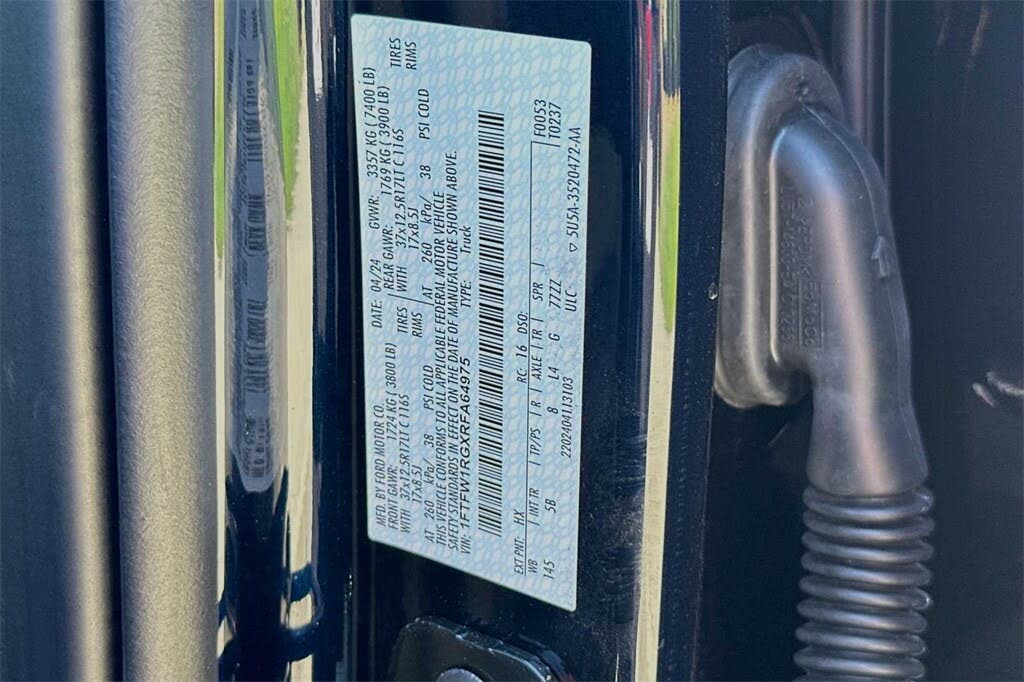 MFD. BY FORD MOTOR CO. DATE: 04/24 GVWR: 3357 KG ( 7400 LB)
FRONT GAWR: 1724 KG ( 3800 LB) REAR GAWR: 1769 KG ( 3900 LB)
WITH 37x12.5R17LT C 116S TIRES WITH 37x12.5R17LT C 116S TIRES
17x8.5J RIMS 17x8.5J RIMS
AT 260 kPa/ 38 PSI COLD AT 260 kPa/ 38 PSI COLD
THIS VEHICLE CONFORMS TO ALL APPLICABLE FEDERAL MOTOR VEHICLE
SAFETY STANDARDS IN EFFECT ON THE DATE OF MANUFACTURE SHOWN ABOVE.
VIN: 1FTFW1RGXRFA64975 TYPE: Truck
EXT PNT: HX RC: 16 DSO: F0053
WB | INT TR | TP/PS | R | AXLE | TR | SPR | T0237
145 5B 8 L4 G 77ZZ
2202404113103 ULC ▽ 5U5A-3520472-AA